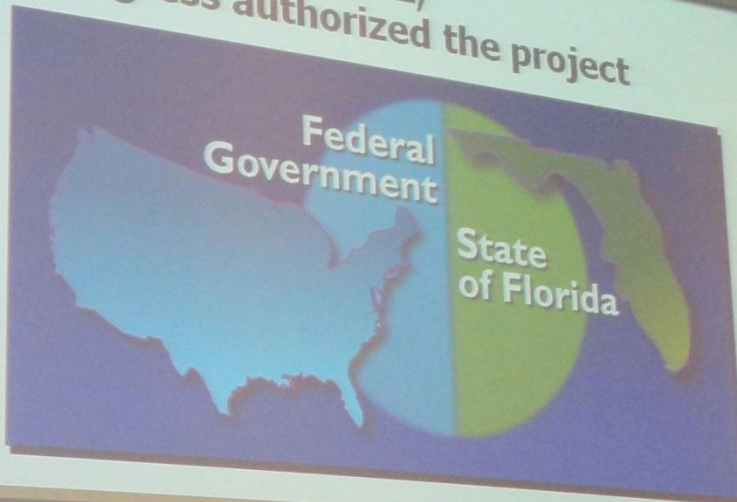 authorized the project
Federal
Government
State
of Florida